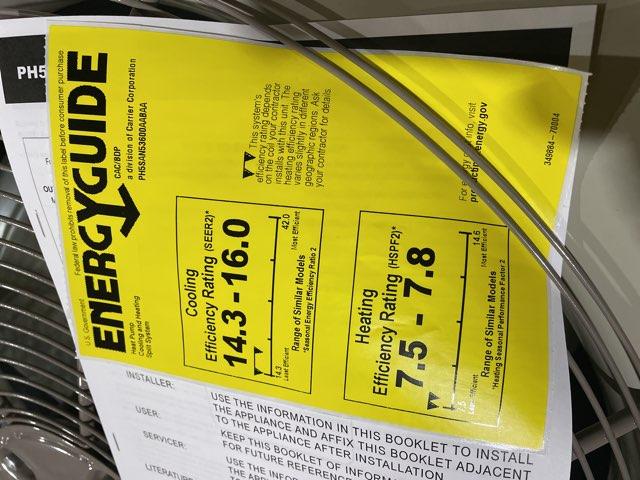 PH5
U.S. Government
Federal law prohibits removal of this label before consumer purchase
ENERGYGUIDE
Heat Pump
Cooling and Heating
Split System
CAC/BDP
a division of Carrier Corporation
Cooling
Efficiency Rating (SEER2)*
14.3 - 16.0
14.3
42.0
Least Efficient
Most Efficient
Range of Similar Models
*Seasonal Energy Efficiency Ratio 2
This system's
efficiency rating depends
on the coil your contractor
installs with this unit. The
heating efficiency rating
varies slightly in different
geographic regions. Ask
your contractor for details.
Heating
Efficiency Rating (HSPF2)*
7.5 - 7.8
14.6
Least Efficient
Most Efficient
Range of Similar Models
*Heating Seasonal Performance Factor 2
For energy info, visit
energy.gov
INSTALLER:
USE THE INFORMATION IN THIS BOOKLET TO INSTALL
THE APPLIANCE AND AFFIX THIS BOOKLET ADJACENT
TO THE APPLIANCE AFTER INSTALLATION
USER:
KEEP THIS BOOKLET OF INFORM
FOR FUTURE REFERENCE
SERVICER:
USE THE INFO
LITERATURE